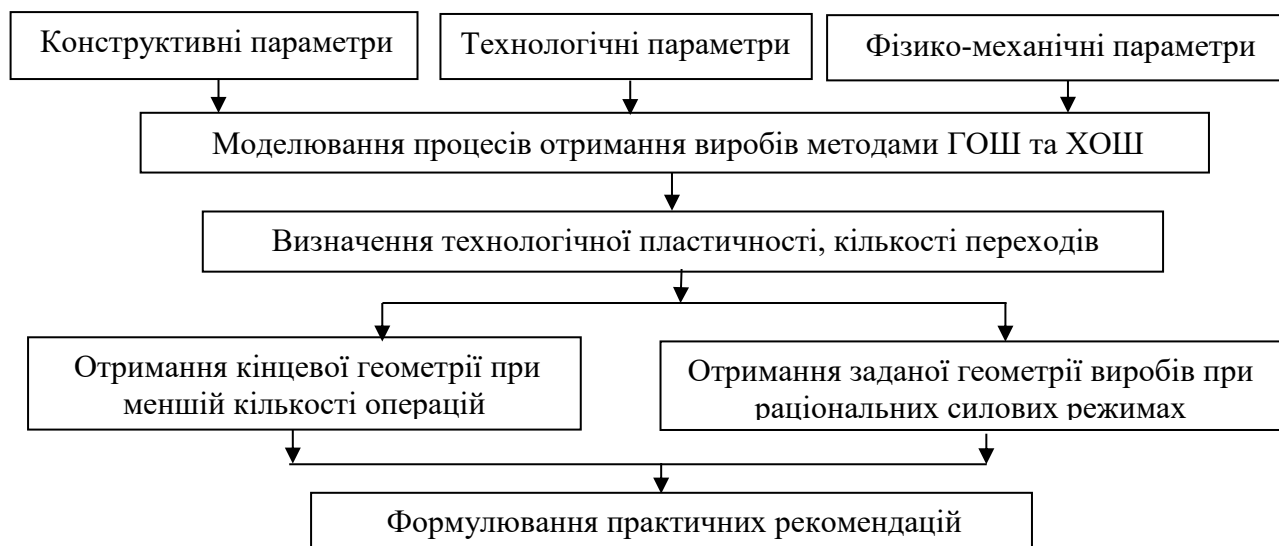 Конструктивні параметри
Технологічні параметри
Фізико-механічні параметри
Моделювання процесів отримання виробів методами ГОШ та ХОШ
Визначення технологічної пластичності, кількості переходів
Отримання кінцевої геометрії при
меншій кількості операцій
Отримання заданої геометрії виробів при
раціональних силових режимах
Формулювання практичних рекомендацій